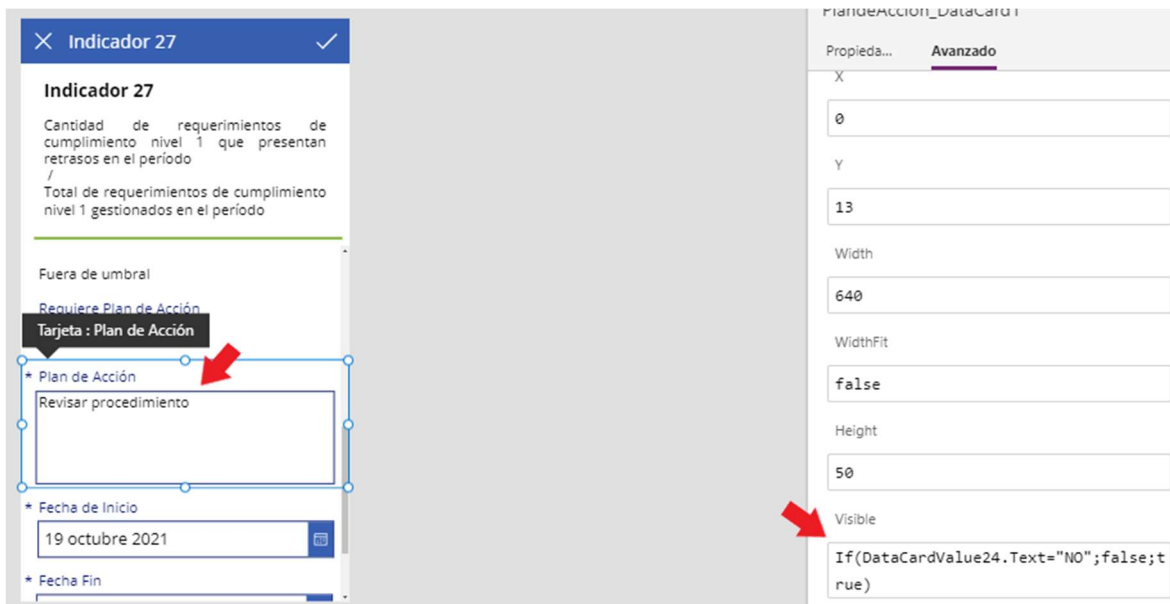 Indicador 27
Indicador 27
Cantidad de requerimientos de
cumplimiento nivel 1 que presentan
retrasos en el período
/
Total de requerimientos de cumplimiento
nivel 1 gestionados en el período
Fuera de umbral
Requiere Plan de Acción
Tarjeta : Plan de Acción
* Plan de Acción
Revisar procedimiento
* Fecha de Inicio
19 octubre 2021
* Fecha Fin
PlandeAccion_DataCard1
Propieda...
Avanzado
X
0
Y
13
Width
640
WidthFit
false
Height
50
Visible
If(DataCardValue24.Text="NO";false;t
rue)